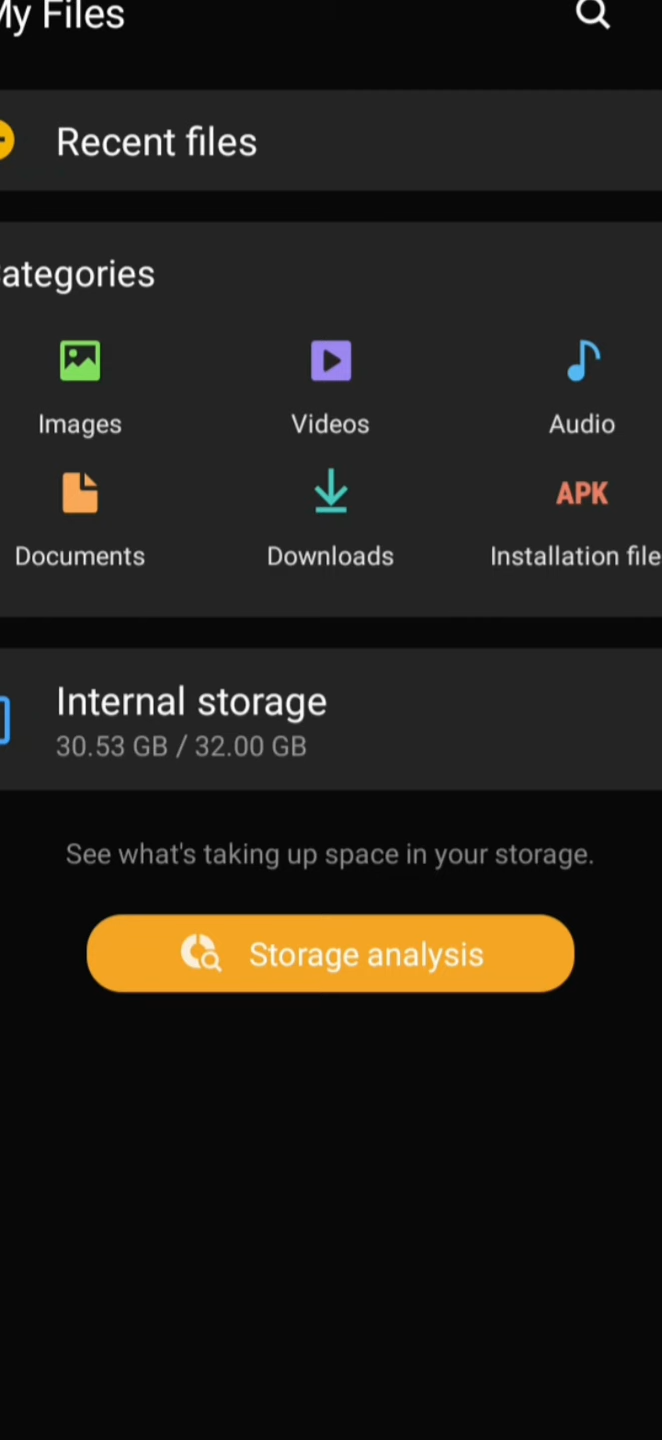 My Files
Recent files
Categories
Images
Videos
Audio
Documents
Downloads
APK
Installation file
Internal storage
30.53 GB / 32.00 GB
See what's taking up space in your storage.
Storage analysis